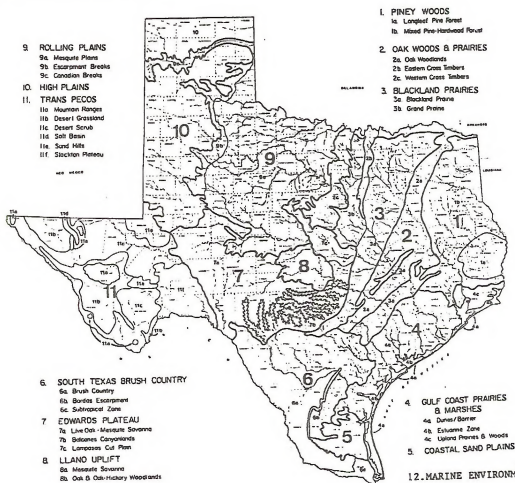 1. PINEY WOODS
1a Longleaf Pine Forest
1b Mixed Pine-Hardwood Forest
2. OAK WOODS & PRAIRIES
2a Oak Woodlands
2b Eastern Cross Timbers
2c Western Cross Timbers
3. BLACKLAND PRAIRIES
3a Blackland Prairie
3b Grand Prairie
9. ROLLING PLAINS
9a Mesquite Plains
9b Escarpment Breaks
9c Canadian Breaks
10. HIGH PLAINS
11. TRANS PECOS
11a Mountain Ranges
11b Desert Grassland
11c Desert Scrub
11d Salt Basin
11e Sand Hills
11f Stockton Plateau
NEW MEXICO
OKLAHOMA
ARKANSAS
LOUISIANA
10
10
9b
9
3
2
1
7
8
11
4
6
5
6. SOUTH TEXAS BRUSH COUNTRY
6a Brush Country
6b Bordas Escarpment
6c Subtropical Zone
7 EDWARDS PLATEAU
7a Live Oak-Mesquite Savanna
7b Balcones Canyonlands
7c Lampasas Cut Plain
8. LLANO UPLIFT
8a Mesquite Savanna
8b Oak & Oak-Hickory Woodlands
4. GULF COAST PRAIRIES
& MARSHES
4a Dunes/Barrier
4b Estuarine Zone
4c Upland Prairies & Woods
5. COASTAL SAND PLAINS
12.MARINE ENVIRONM